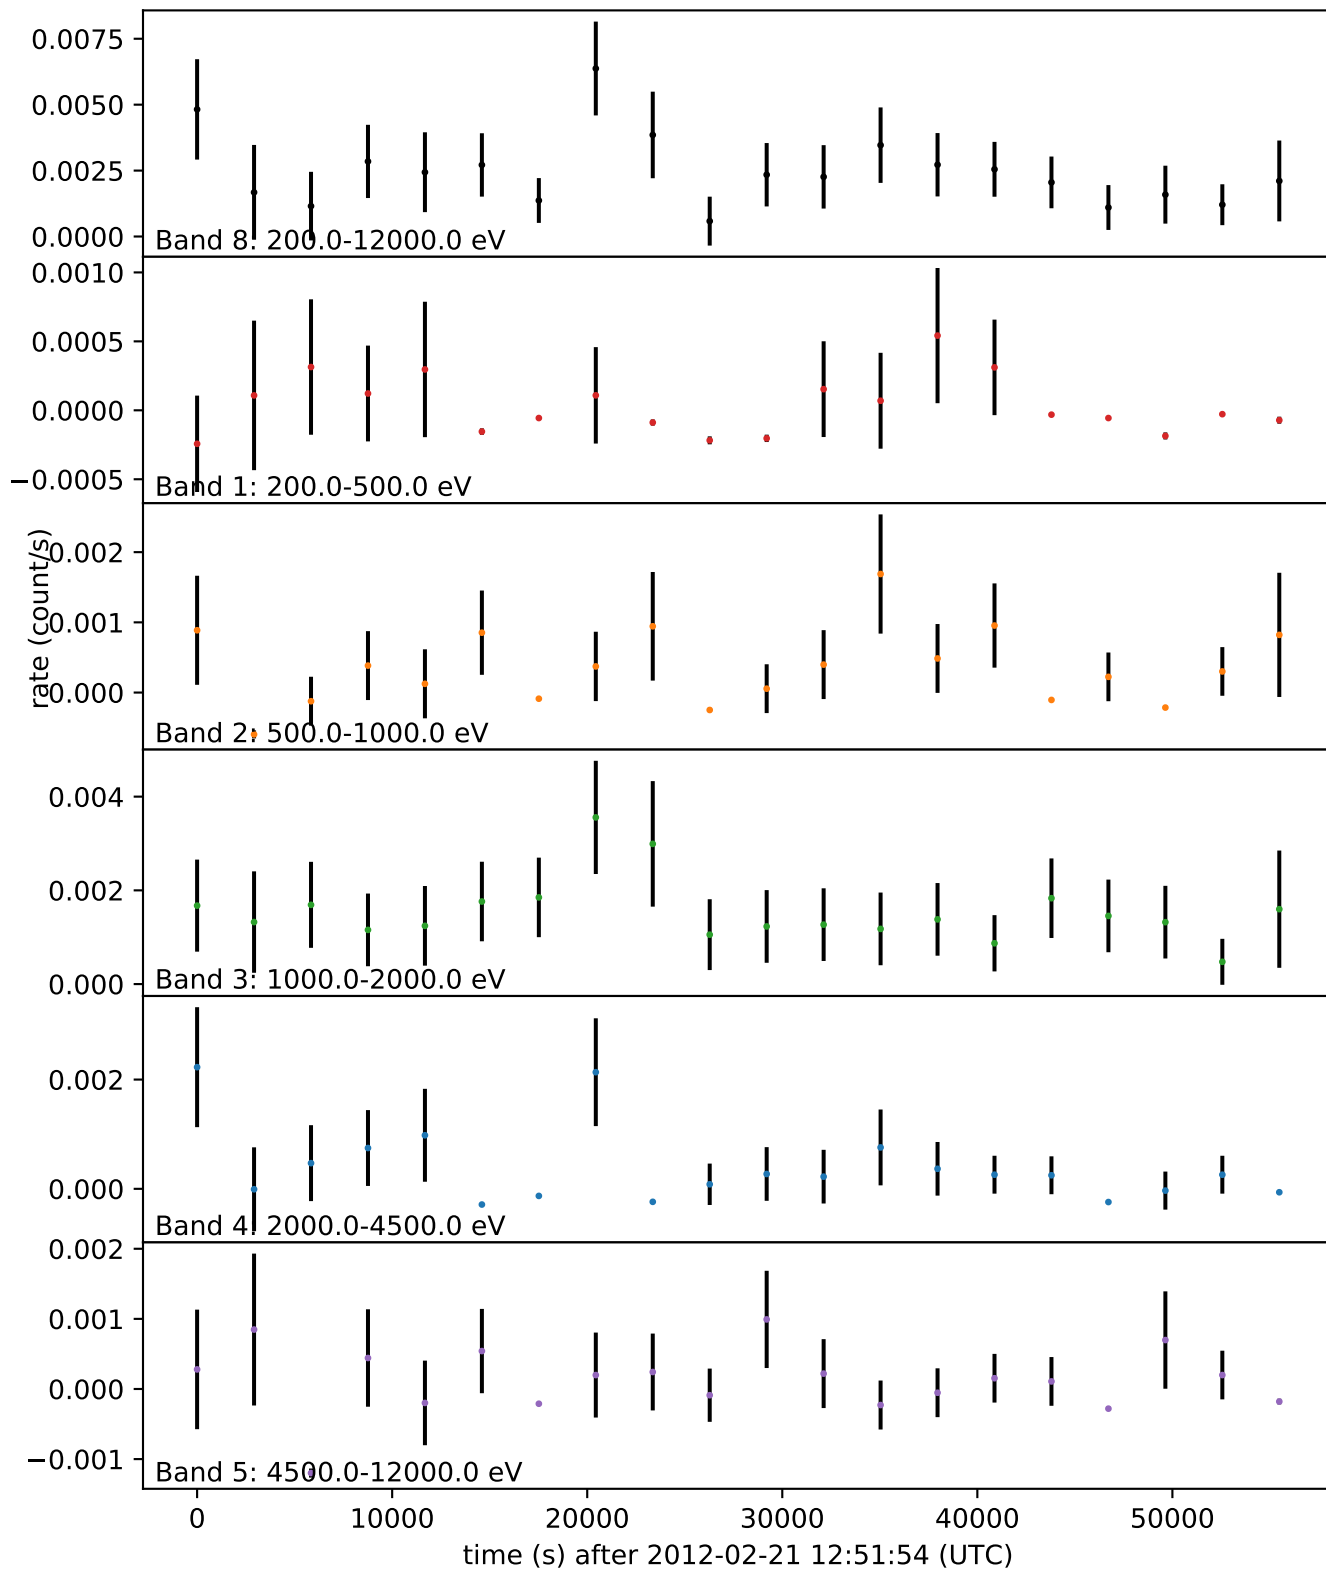 0.0075
0.0050
0.0025
0.0000
Band 8: 200.0-12000.0 eV
0.0010
0.0005
0.0000
−0.0005
Band 1: 200.0-500.0 eV
rate (count/s)
0.002
0.001
0.000
Band 2: 500.0-1000.0 eV
0.004
0.002
0.000
Band 3: 1000.0-2000.0 eV
0.002
0.000
Band 4: 2000.0-4500.0 eV
0.002
0.001
0.000
−0.001
Band 5: 4500.0-12000.0 eV
0 10000 20000 30000 40000 50000
time (s) after 2012-02-21 12:51:54 (UTC)